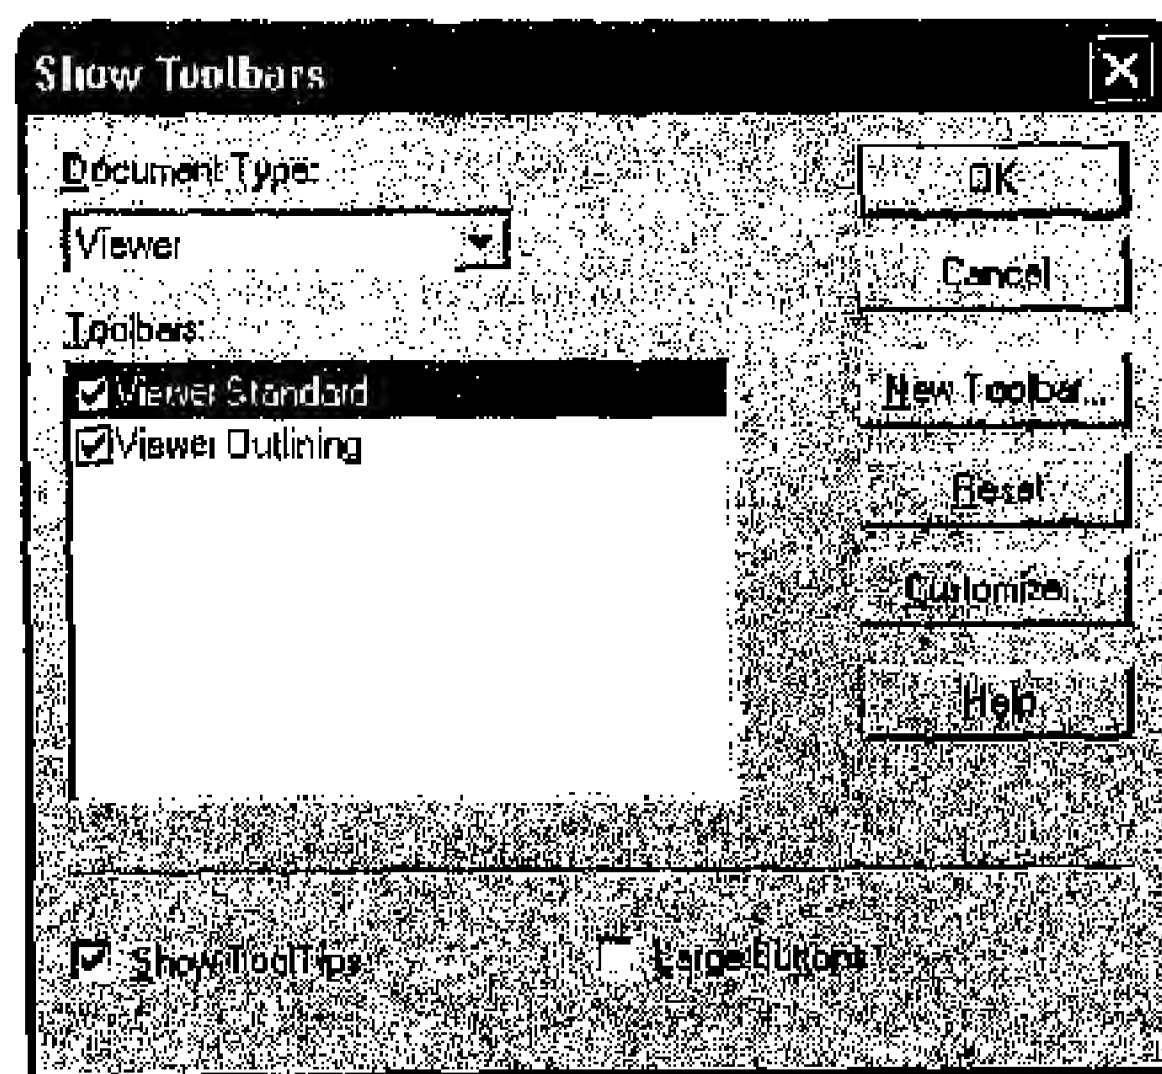 Show Toolbars
Document Type:
Viewer
Toolbars:
Viewer Standard
Viewer Outlining
OK
Cancel
New Toolbar...
Reset
Customize...
Help
Show ToolTips
Large Buttons